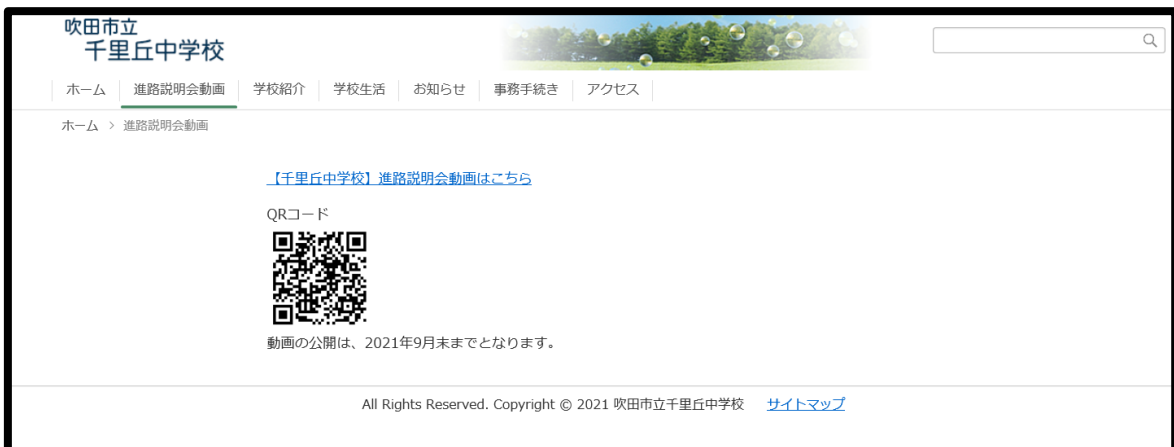 吹田市立
千里丘中学校
ホーム 進路説明会動画 学校紹介 学校生活 お知らせ 事務手続き アクセス
ホーム > 進路説明会動画
【千里丘中学校】進路説明会動画はこちら
QRコード
動画の公開は、2021年9月末までとなります。
All Rights Reserved. Copyright © 2021 吹田市立千里丘中学校 サイトマップ